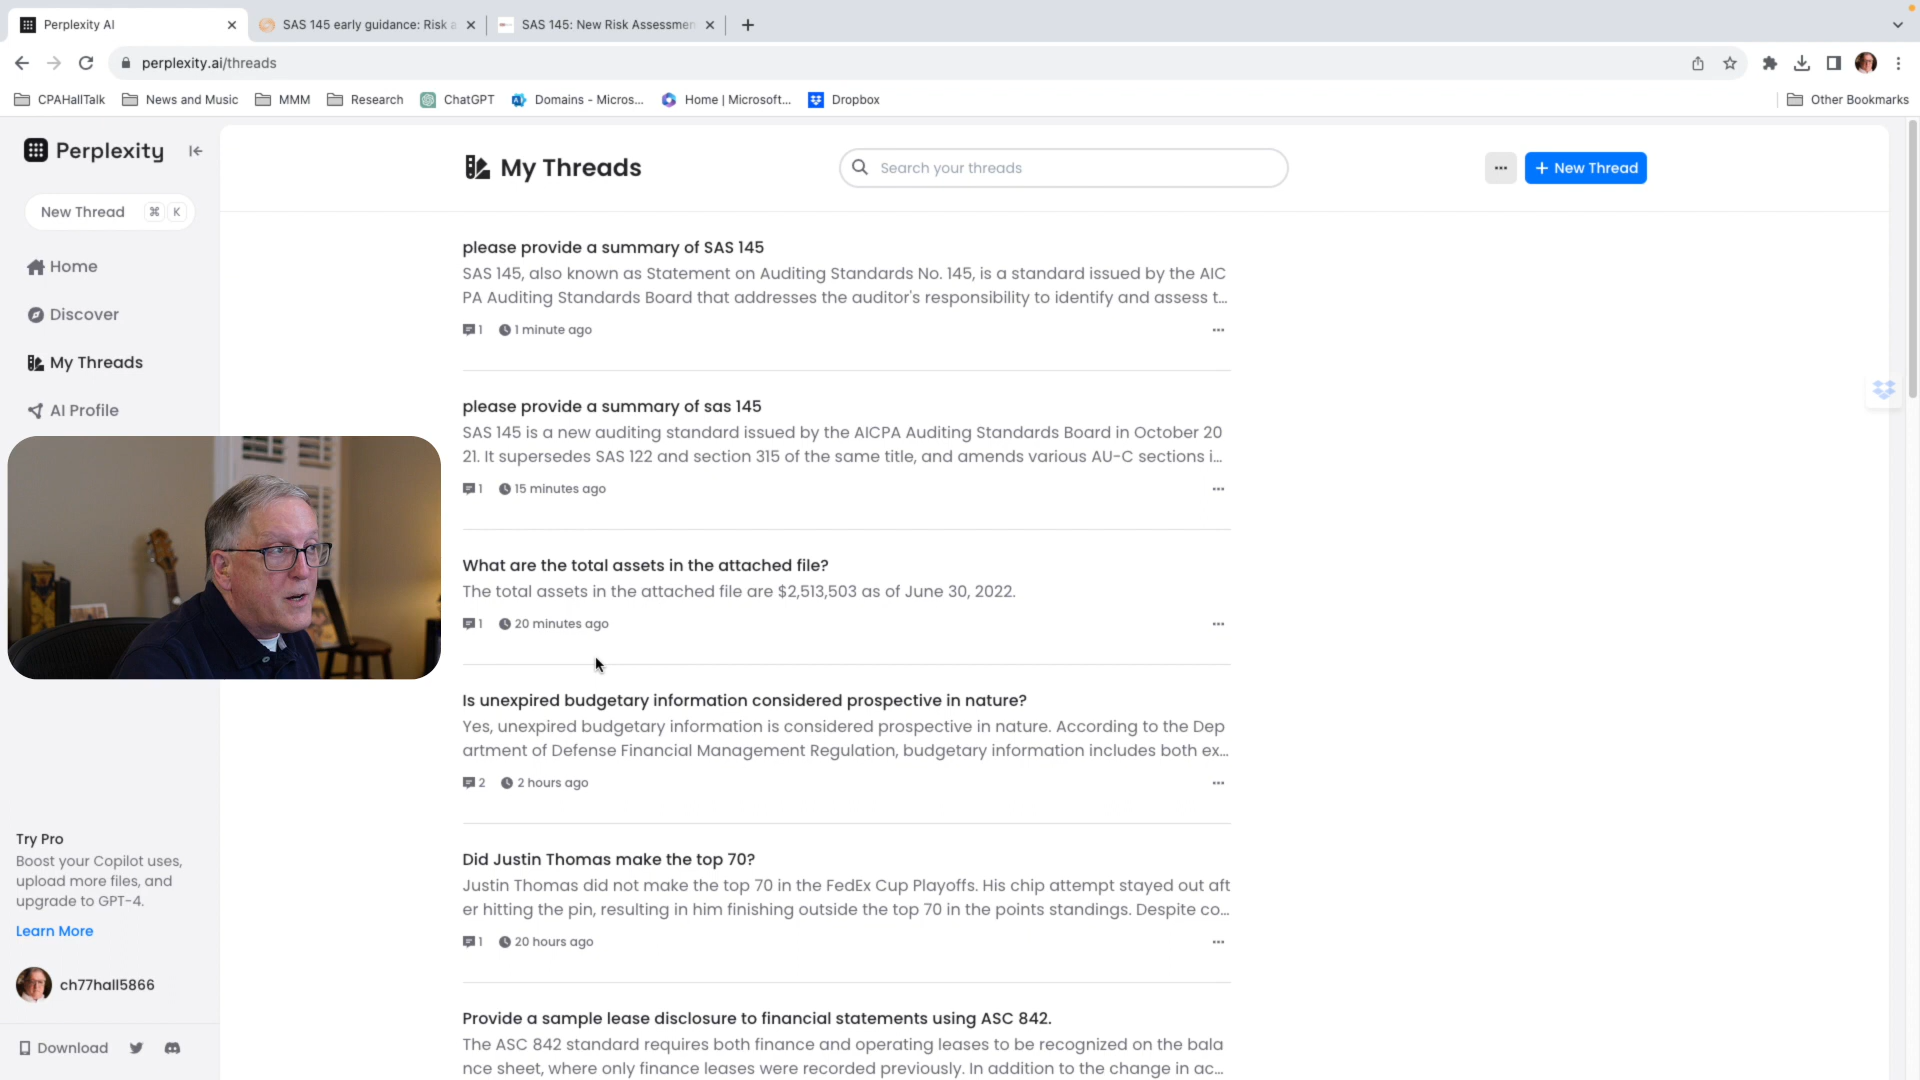 Perplexity AI
SAS 145 early guidance: Risk a
SAS 145: New Risk Assessmen
perplexity.ai/threads
CPAHallTalk
News and Music
MMM
Research
ChatGPT
Domains - Micros...
Home | Microsoft...
Dropbox
Other Bookmarks
Perplexity
New Thread ⌘ K
Home
Discover
My Threads
AI Profile
Try Pro
Boost your Copilot uses,
upload more files, and
upgrade to GPT-4.
Learn More
ch77hall5866
Download
My Threads
Search your threads
+ New Thread
please provide a summary of SAS 145
SAS 145, also known as Statement on Auditing Standards No. 145, is a standard issued by the AIC
PA Auditing Standards Board that addresses the auditor's responsibility to identify and assess t...
1 1 minute ago
please provide a summary of sas 145
SAS 145 is a new auditing standard issued by the AICPA Auditing Standards Board in October 20
21. It supersedes SAS 122 and section 315 of the same title, and amends various AU-C sections i...
1 15 minutes ago
What are the total assets in the attached file?
The total assets in the attached file are $2,513,503 as of June 30, 2022.
1 20 minutes ago
Is unexpired budgetary information considered prospective in nature?
Yes, unexpired budgetary information is considered prospective in nature. According to the Dep
artment of Defense Financial Management Regulation, budgetary information includes both ex...
2 2 hours ago
Did Justin Thomas make the top 70?
Justin Thomas did not make the top 70 in the FedEx Cup Playoffs. His chip attempt stayed out aft
er hitting the pin, resulting in him finishing outside the top 70 in the points standings. Despite co...
1 20 hours ago
Provide a sample lease disclosure to financial statements using ASC 842.
The ASC 842 standard requires both finance and operating leases to be recognized on the bala
nce sheet, where only finance leases were recorded previously. In addition to the change in ac...